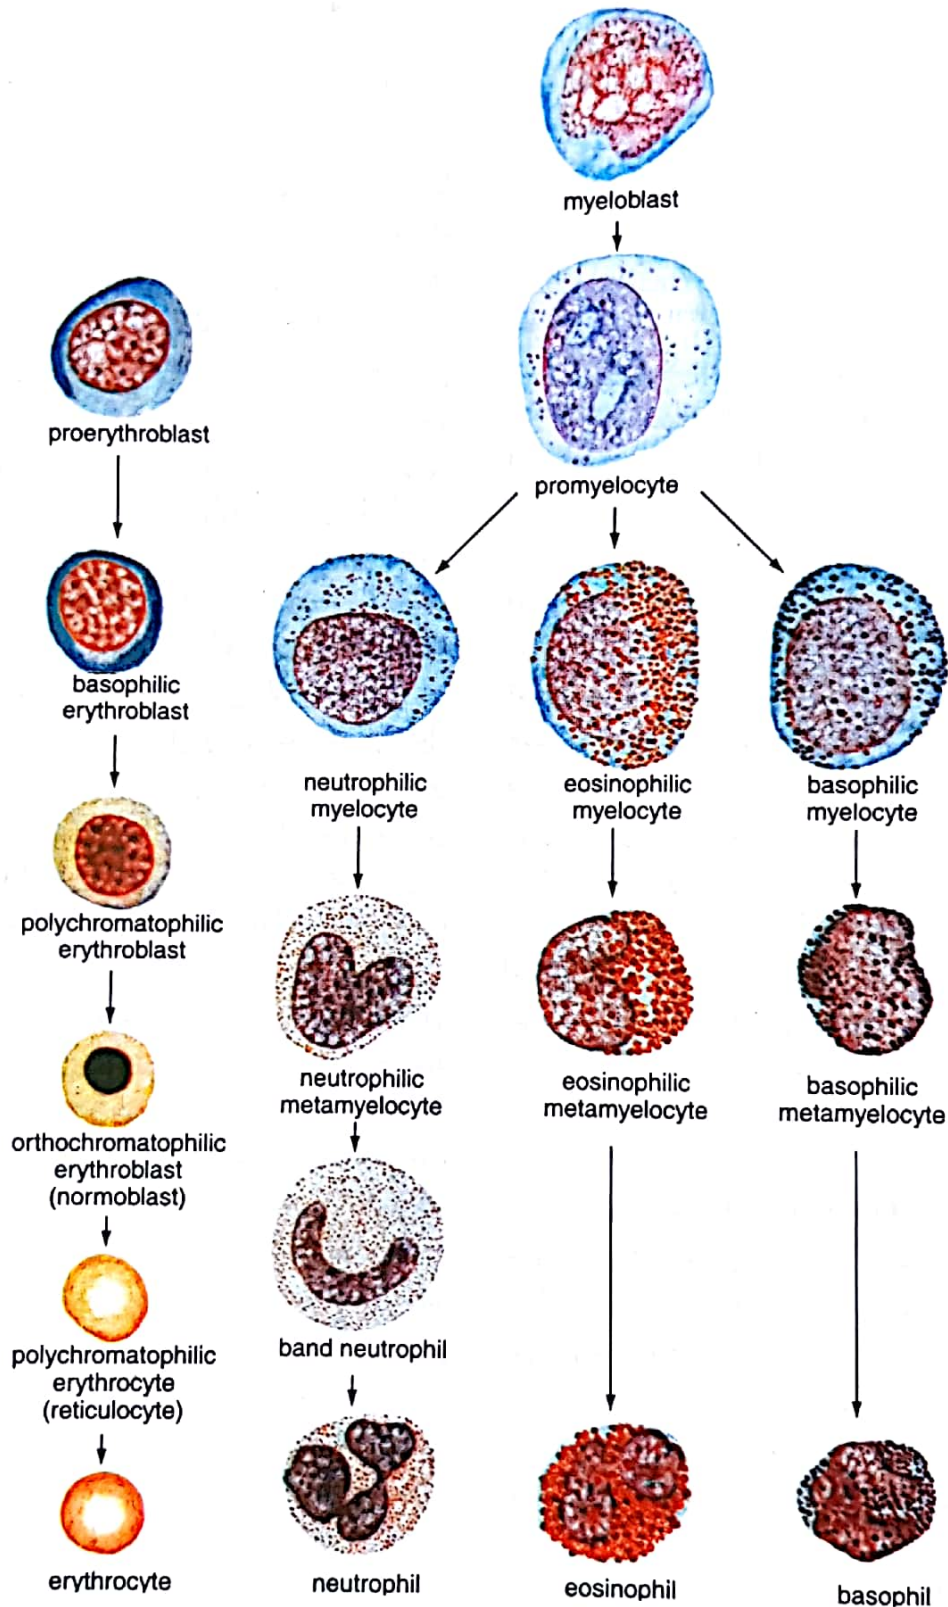 myeloblast
promyelocyte
proerythroblast
basophilic
erythroblast
polychromatophilic
erythroblast
orthochromatophilic
erythroblast
(normoblast)
polychromatophilic
erythrocyte
(reticulocyte)
erythrocyte
neutrophilic
myelocyte
neutrophilic
metamyelocyte
band neutrophil
neutrophil
eosinophilic
myelocyte
eosinophilic
metamyelocyte
eosinophil
basophilic
myelocyte
basophilic
metamyelocyte
basophil